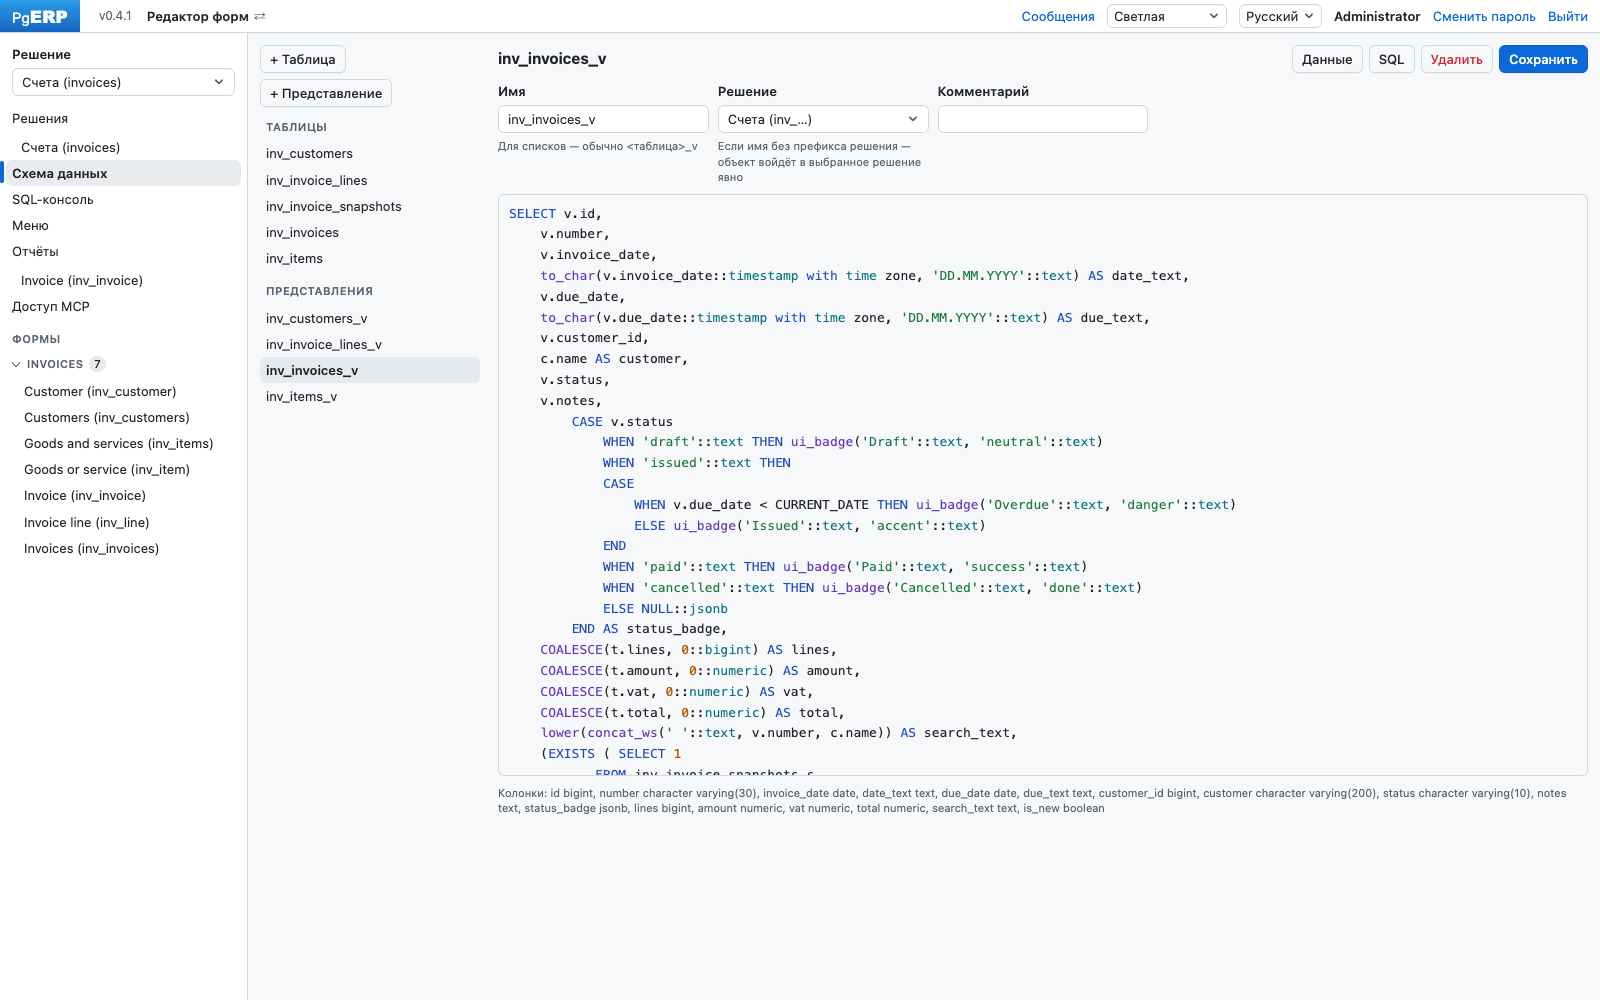 PgERP v0.4.1 Редактор форм ⇄ Сообщения Светлая Русский Administrator Сменить пароль Выйти
Решение
Счета (invoices)
Решения
Счета (invoices)
Схема данных
SQL-консоль
Меню
Отчёты
Invoice (inv_invoice)
Доступ MCP
ФОРМЫ
INVOICES 7
Customer (inv_customer)
Customers (inv_customers)
Goods and services (inv_items)
Goods or service (inv_item)
Invoice (inv_invoice)
Invoice line (inv_line)
Invoices (inv_invoices)
+ Таблица
+ Представление
ТАБЛИЦЫ
inv_customers
inv_invoice_lines
inv_invoice_snapshots
inv_invoices
inv_items
ПРЕДСТАВЛЕНИЯ
inv_customers_v
inv_invoice_lines_v
inv_invoices_v
inv_items_v
inv_invoices_v Данные SQL Удалить Сохранить
Имя Решение Комментарий
inv_invoices_v Счета (inv_...)
Для списков — обычно <таблица>_v
Если имя без префикса решения —
объект войдёт в выбранное решение
явно
SELECT v.id,
v.number,
v.invoice_date,
to_char(v.invoice_date::timestamp with time zone, 'DD.MM.YYYY'::text) AS date_text,
v.due_date,
to_char(v.due_date::timestamp with time zone, 'DD.MM.YYYY'::text) AS due_text,
v.customer_id,
c.name AS customer,
v.status,
v.notes,
CASE v.status
WHEN 'draft'::text THEN ui_badge('Draft'::text, 'neutral'::text)
WHEN 'issued'::text THEN
CASE
WHEN v.due_date < CURRENT_DATE THEN ui_badge('Overdue'::text, 'danger'::text)
ELSE ui_badge('Issued'::text, 'accent'::text)
END
WHEN 'paid'::text THEN ui_badge('Paid'::text, 'success'::text)
WHEN 'cancelled'::text THEN ui_badge('Cancelled'::text, 'done'::text)
ELSE NULL::jsonb
END AS status_badge,
COALESCE(t.lines, 0::bigint) AS lines,
COALESCE(t.amount, 0::numeric) AS amount,
COALESCE(t.vat, 0::numeric) AS vat,
COALESCE(t.total, 0::numeric) AS total,
lower(concat_ws(' '::text, v.number, c.name)) AS search_text,
(EXISTS ( SELECT 1
FROM inv_invoice_snapshots s
Колонки: id bigint, number character varying(30), invoice_date date, date_text text, due_date date, due_text text, customer_id bigint, customer character varying(200), status character varying(10), notes
text, status_badge jsonb, lines bigint, amount numeric, vat numeric, total numeric, search_text text, is_new boolean